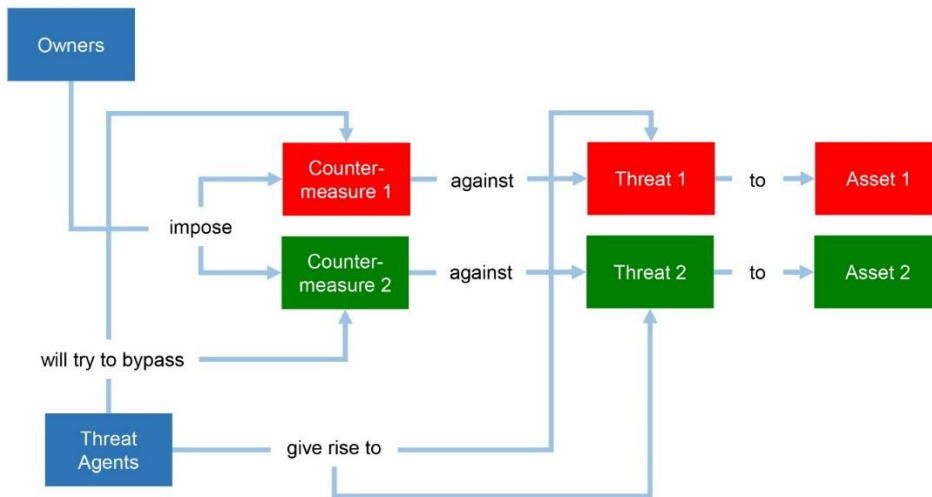 Owners
Counter-
measure 1
against
Threat 1
to
Asset 1
impose
Counter-
measure 2
against
Threat 2
to
Asset 2
will try to bypass
Threat
Agents
give rise to